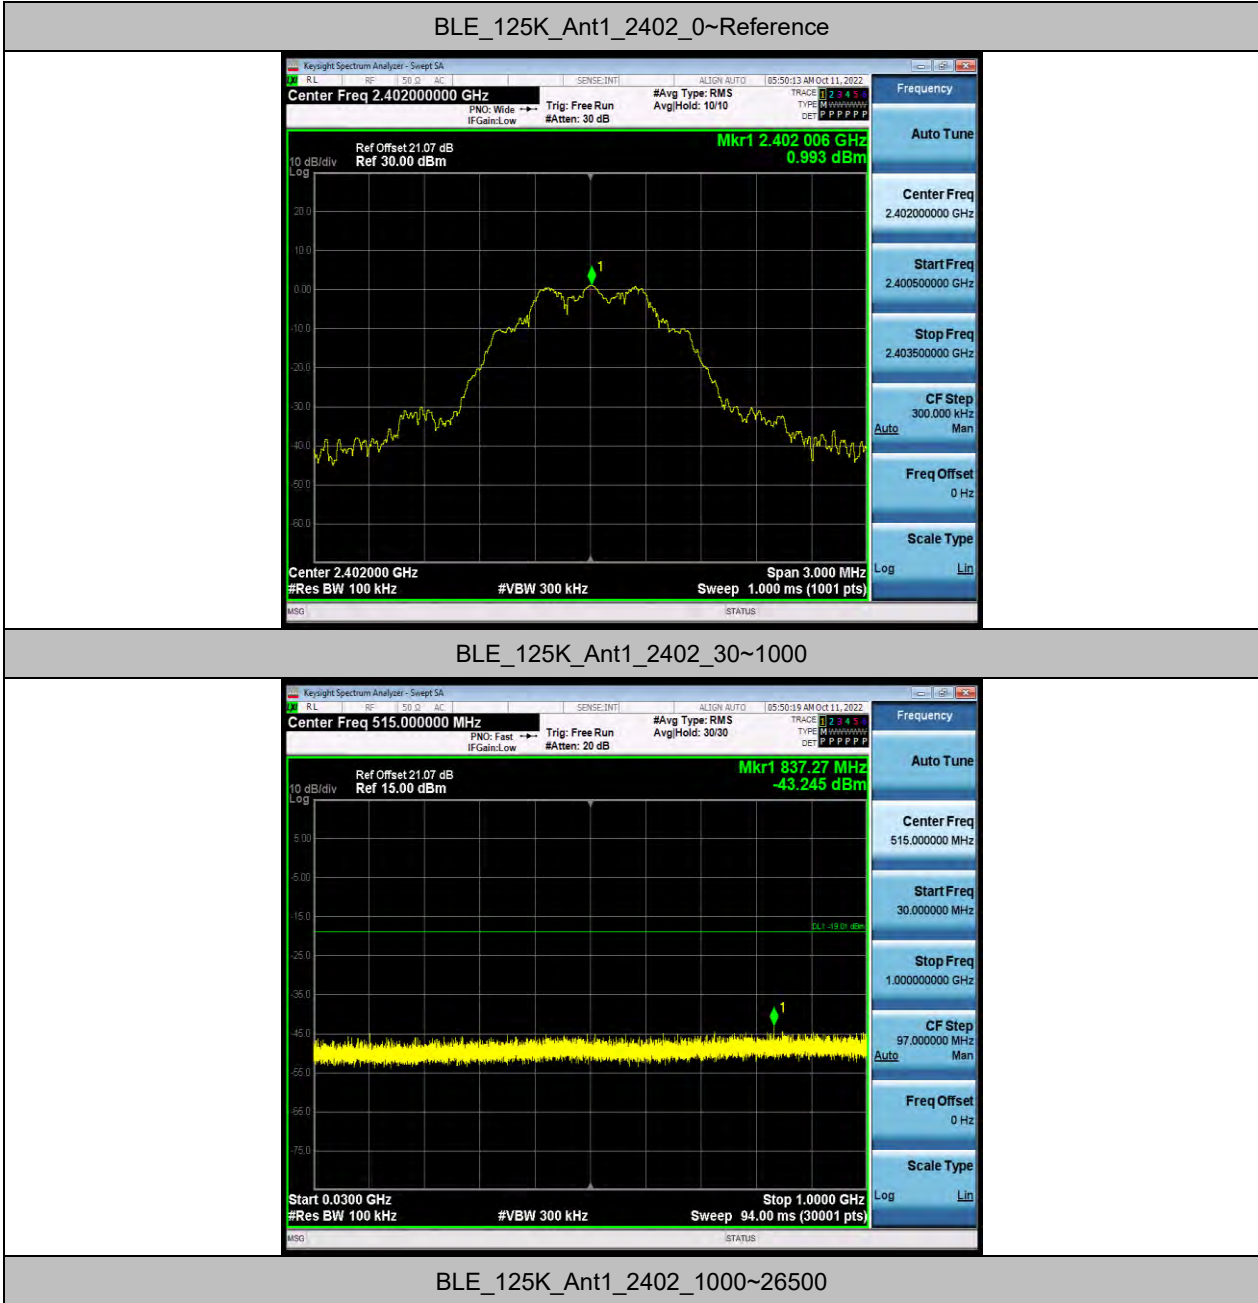 BLE_125K_Ant1_2402_0~Reference
Keysight Spectrum Analyzer - Swept SA
LXI RL RF 50 Ω AC SENSE:INT ALIGN AUTO 05:50:13 AM Oct 11, 2022
Center Freq 2.402000000 GHz #Avg Type: RMS TRACE 1 2 3 4 5 6 Frequency
PNO: Wide Trig: Free Run Avg|Hold: 10/10 TYPE M WWWWW
IFGain:Low #Atten: 30 dB DET P P P P P P
Auto Tune
Mkr1 2.402 006 GHz
Ref Offset 21.07 dB
10 dB/div Ref 30.00 dBm 0.993 dBm
Log
Center Freq
2.402000000 GHz
20.0
10.0
Start Freq
2.400500000 GHz
1
0.00
-10.0
Stop Freq
2.403500000 GHz
-20.0
CF Step
300.000 kHz
Auto Man
-30.0
-40.0
Freq Offset
0 Hz
-50.0
-60.0
Scale Type
Log Lin
Center 2.402000 GHz Span 3.000 MHz
#Res BW 100 kHz #VBW 300 kHz Sweep 1.000 ms (1001 pts)
MSG STATUS
BLE_125K_Ant1_2402_30~1000
Keysight Spectrum Analyzer - Swept SA
LXI RL RF 50 Ω AC SENSE:INT ALIGN AUTO 05:50:19 AM Oct 11, 2022
Center Freq 515.000000 MHz #Avg Type: RMS TRACE 1 2 3 4 5 6 Frequency
PNO: Fast Trig: Free Run Avg|Hold: 30/30 TYPE M WWWWW
IFGain:Low #Atten: 20 dB DET P P P P P P
Auto Tune
Mkr1 837.27 MHz
Ref Offset 21.07 dB
10 dB/div Ref 15.00 dBm -43.245 dBm
Log
Center Freq
515.000000 MHz
5.00
-5.00
Start Freq
30.000000 MHz
-15.0
DL1 -19.01 dBm
-25.0
Stop Freq
1.000000000 GHz
-35.0
1
CF Step
97.000000 MHz
Auto Man
-45.0
-55.0
Freq Offset
0 Hz
-65.0
-75.0
Scale Type
Log Lin
Start 0.0300 GHz Stop 1.0000 GHz
#Res BW 100 kHz #VBW 300 kHz Sweep 94.00 ms (30001 pts)
MSG STATUS
BLE_125K_Ant1_2402_1000~26500